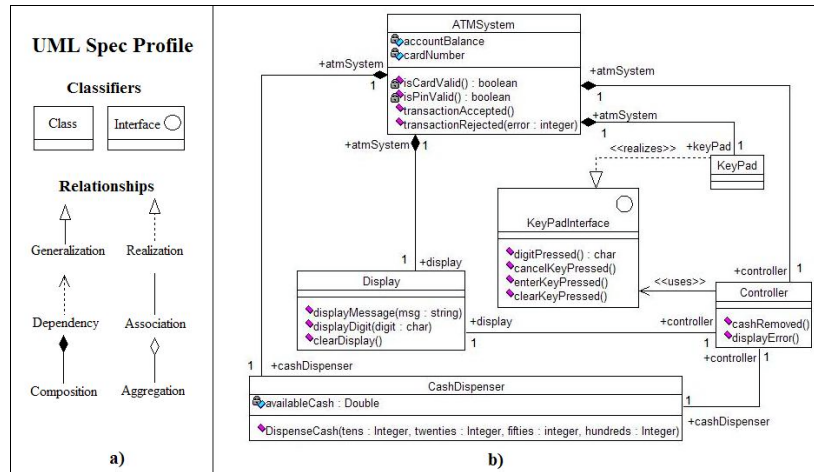 UML Spec Profile
Classifiers
Class
Interface
Relationships
Generalization
Realization
Dependency
Association
Composition
Aggregation
a)
ATMSystem
accountBalance
cardNumber
isCardValid() : boolean
isPinValid() : boolean
transactionAccepted()
transactionRejected(error : integer)
+atmSystem
1
+atmSystem
1
+atmSystem
1
+atmSystem
1
<<realizes>>
+keyPad
1
KeyPad
KeyPadInterface
digitPressed() : char
cancelKeyPressed()
enterKeyPressed()
clearKeyPressed()
1
+display
Display
displayMessage(msg : string)
displayDigit(digit : char)
clearDisplay()
<<uses>>
+controller
1
Controller
cashRemoved()
displayError()
+display
1
+controller
1
+controller
1
1
+cashDispenser
CashDispenser
availableCash : Double
DispenseCash(tens : Integer, twenties : Integer, fifties : integer, hundreds : Integer)
1
+cashDispenser
b)